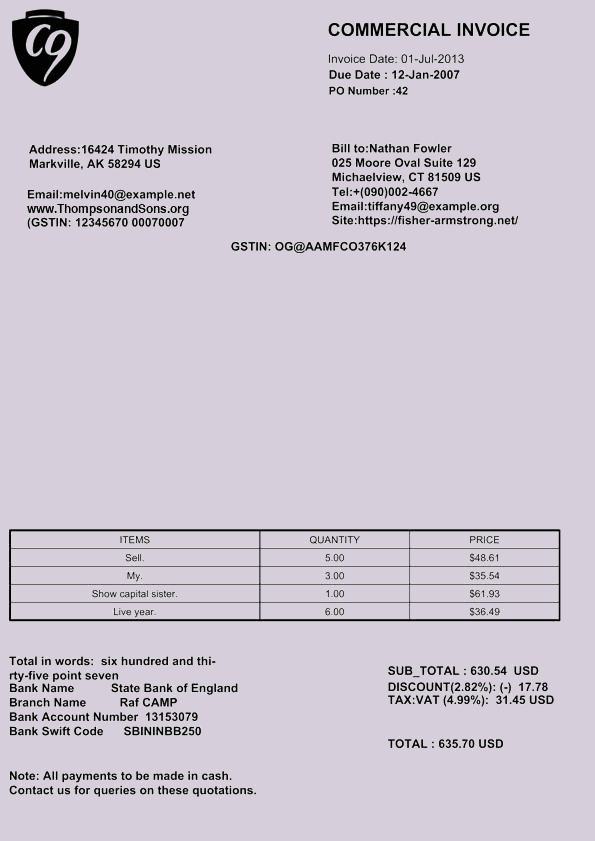 C9
COMMERCIAL INVOICE
Invoice Date: 01-Jul-2013
Due Date : 12-Jan-2007
PO Number :42
Address:16424 Timothy Mission
Markville, AK 58294 US
Email:melvin40@example.net
www.ThompsonandSons.org
(GSTIN: 12345670 00070007
Bill to:Nathan Fowler
025 Moore Oval Suite 129
Michaelview, CT 81509 US
Tel:+(090)002-4667
Email:tiffany49@example.org
Site:https://fisher-armstrong.net/
GSTIN: OG@AAMFCO376K124
ITEMS QUANTITY PRICE
Sell. 5.00 $48.61
My. 3.00 $35.54
Show capital sister. 1.00 $61.93
Live year. 6.00 $36.49
Total in words:  six hundred and thi-
rty-five point seven
Bank Name State Bank of England
Branch Name Raf CAMP
Bank Account Number 13153079
Bank Swift Code SBININBB250
SUB_TOTAL : 630.54 USD
DISCOUNT(2.82%): (-) 17.78
TAX:VAT (4.99%): 31.45 USD
TOTAL : 635.70 USD
Note: All payments to be made in cash.
Contact us for queries on these quotations.